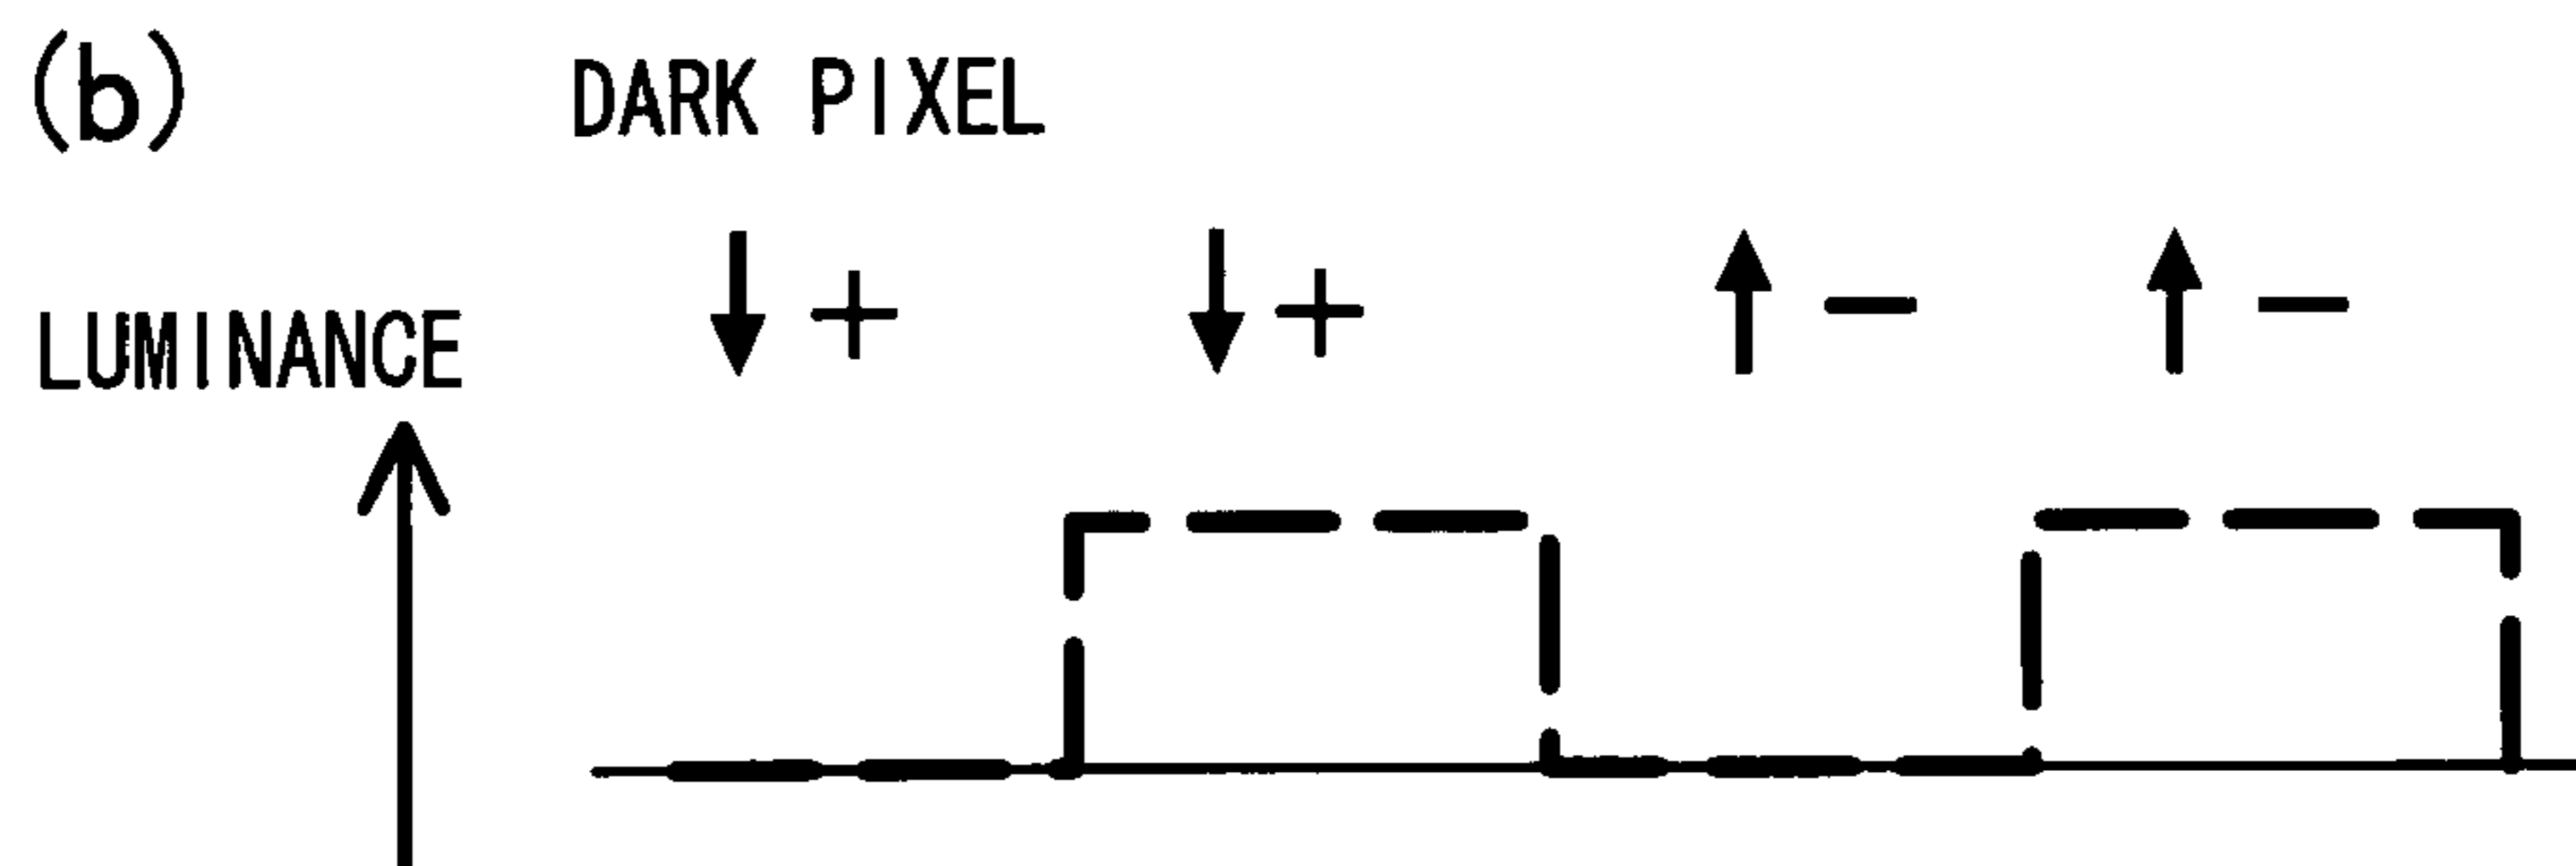 (b) DARK PIXEL
↓+ ↓+ ↑− ↑−
LUMINANCE